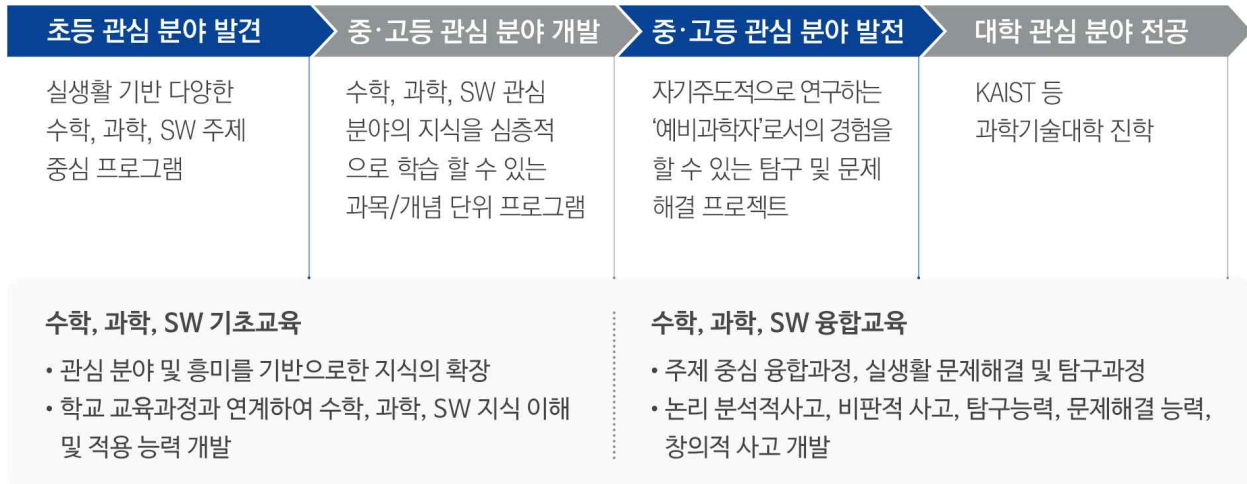 초등 관심 분야 발견
중·고등 관심 분야 개발
중·고등 관심 분야 발전
대학 관심 분야 전공
실생활 기반 다양한
수학, 과학, SW 주제
중심 프로그램
수학, 과학, SW 관심
분야의 지식을 심층적
으로 학습 할 수 있는
과목/개념 단위 프로그램
자기주도적으로 연구하는
‘예비과학자’로서의 경험을
할 수 있는 탐구 및 문제
해결 프로젝트
KAIST 등
과학기술대학 진학
수학, 과학, SW 기초교육
• 관심 분야 및 흥미를 기반으로한 지식의 확장
• 학교 교육과정과 연계하여 수학, 과학, SW 지식 이해
및 적용 능력 개발
수학, 과학, SW 융합교육
• 주제 중심 융합과정, 실생활 문제해결 및 탐구과정
• 논리 분석적사고, 비판적 사고, 탐구능력, 문제해결 능력,
창의적 사고 개발